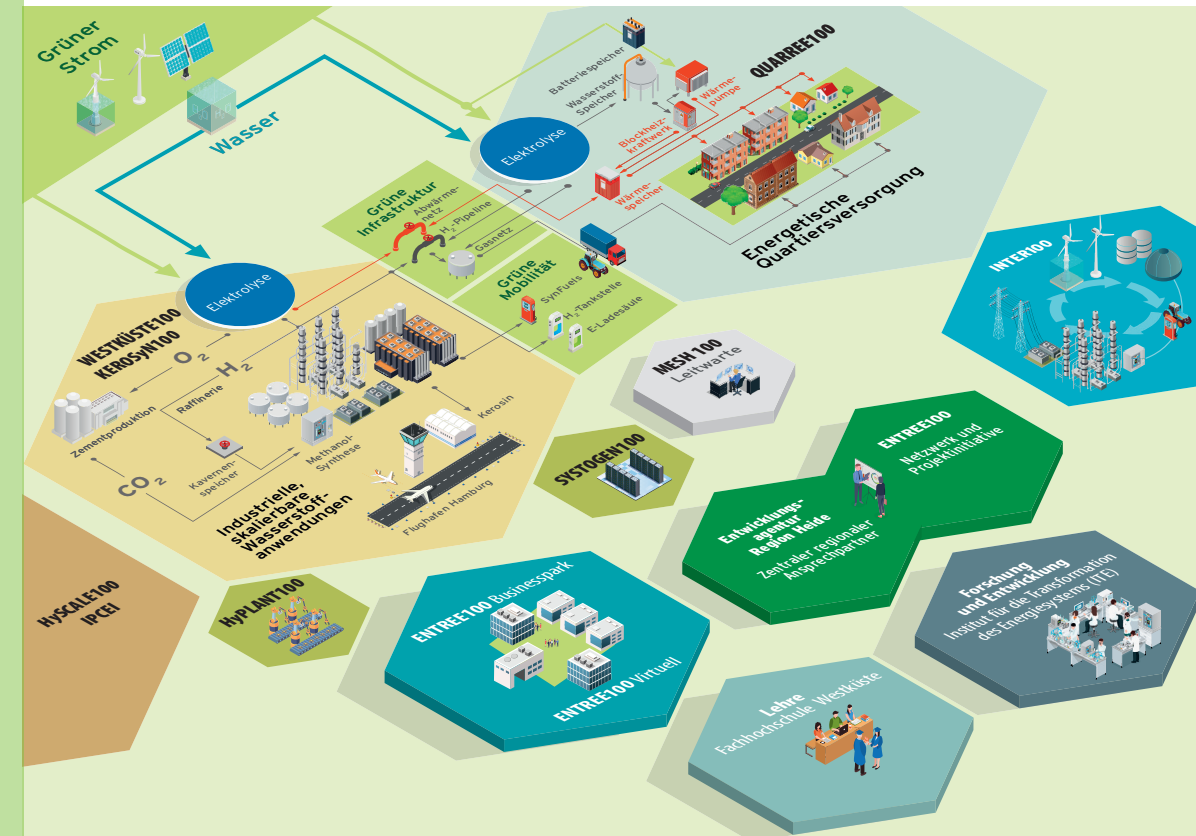 Grüner
Strom
Wasser
Elektrolyse
Batteriespeicher
Wasserstoff-
Speicher
Wärme-
pumpe
QUARREE100
Blockheiz-
kraftwerk
Wärme-
speicher
Energetische
Quartiersversorgung
Grüne
Infrastruktur
Abwärme-
netz
H₂-Pipeline
Gasnetz
Grüne
Mobilität
SynFuels
H₂-Tankstelle
E-Ladesäule
Elektrolyse
WESTKÜSTE100
KEROSyN100
O₂
H₂
Raffinerie
Zementproduktion
CO₂
Kavernen-
speicher
Methanol-
Synthese
Kerosin
Flughafen Hamburg
Industrielle,
skalierbare
Wasserstoff-
anwendungen
INTER100
MESH 100
Leitwarte
SYSTOGEN100
ENTREE100
Netzwerk und
Projektinitiative
Entwicklungs-
agentur
Region Heide
Zentraler regionaler
Ansprechpartner
HySCALE100
IPCEI
HyPLANT100
ENTREE100 Businesspark
ENTREE100 Virtuell
Forschung
und Entwicklung
Institut für die Transformation
des Energiesystems (ITE)
Lehre
Fachhochschule Westküste